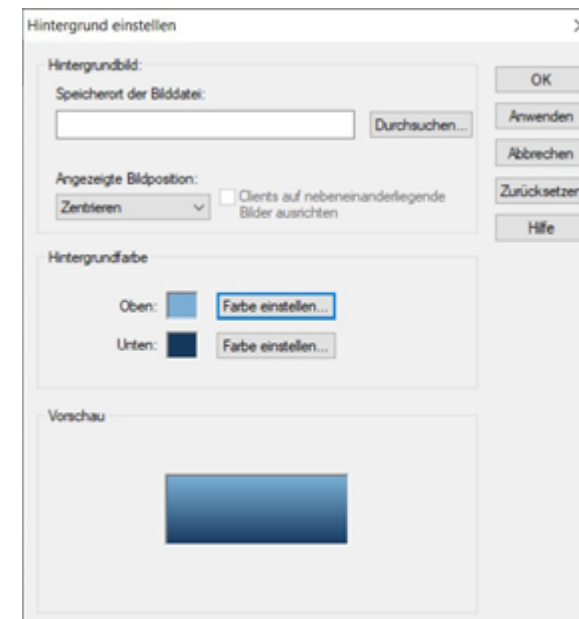 Hintergrund einstellen
Hintergrundbild:
Speicherort der Bilddatei:
Durchsuchen...
Angezeigte Bildposition:
Zentrieren
Clients auf nebeneinanderliegende
Bilder ausrichten
Hintergrundfarbe
Oben:
Farbe einstellen...
Unten:
Farbe einstellen...
Vorschau
OK
Anwenden
Abbrechen
Zurücksetzen
Hilfe